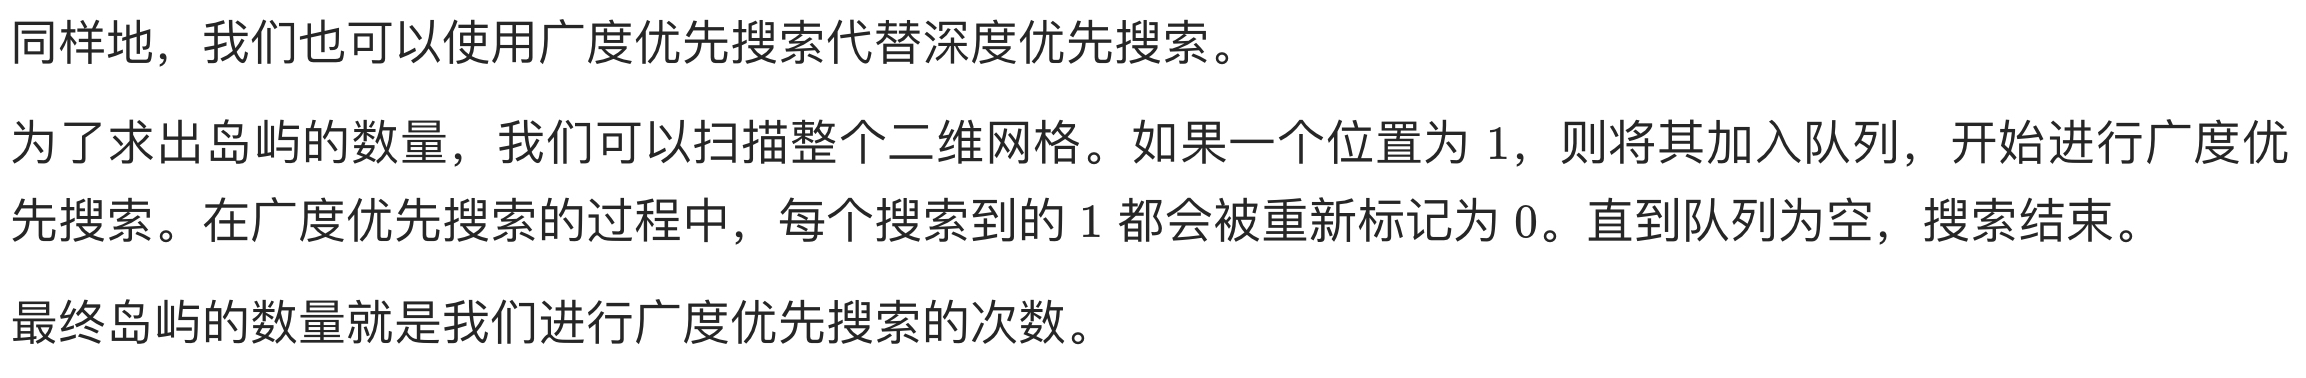 同样地，我们也可以使用广度优先搜索代替深度优先搜索。
为了求出岛屿的数量，我们可以扫描整个二维网格。如果一个位置为 1，则将其加入队列，开始进行广度优
先搜索。在广度优先搜索的过程中，每个搜索到的 1 都会被重新标记为 0。直到队列为空，搜索结束。
最终岛屿的数量就是我们进行广度优先搜索的次数。